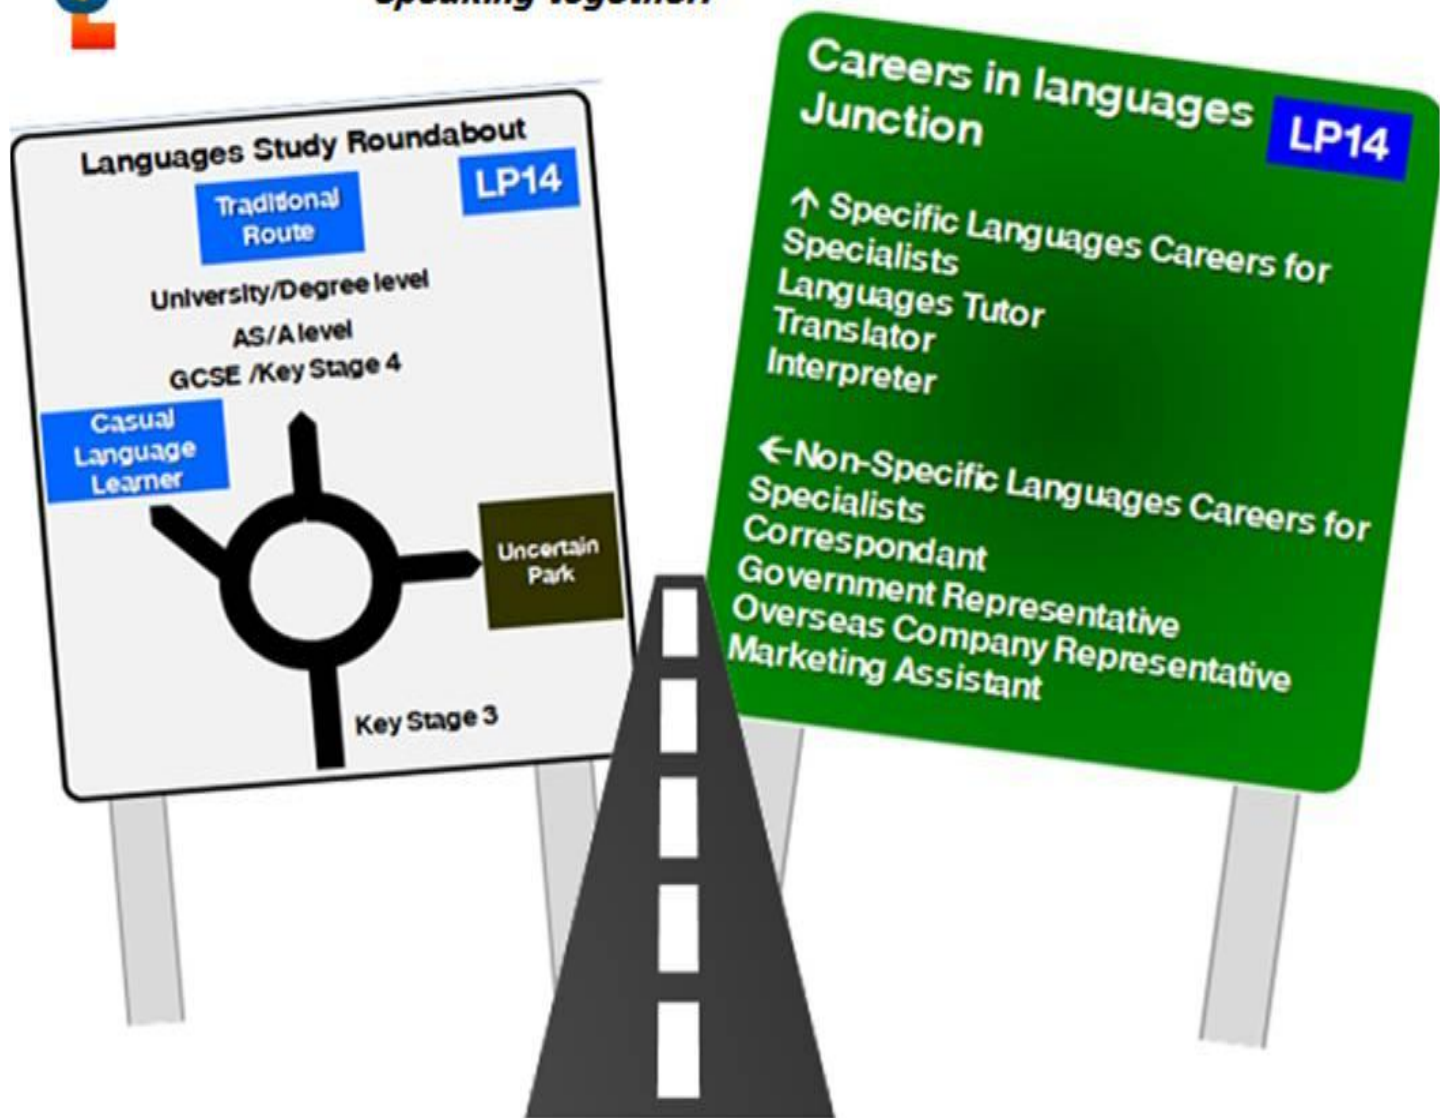 speaking together!
Languages Study Roundabout
LP14
Traditional
Route
University/Degree level
AS/A level
GCSE /Key Stage 4
Casual
Language
Learner
Uncertain
Park
Key Stage 3
Careers in languages
Junction
LP14
↑ Specific Languages Careers for
Specialists
Languages Tutor
Translator
Interpreter
←Non-Specific Languages Careers for
Specialists
Correspondant
Government Representative
Overseas Company Representative
Marketing Assistant